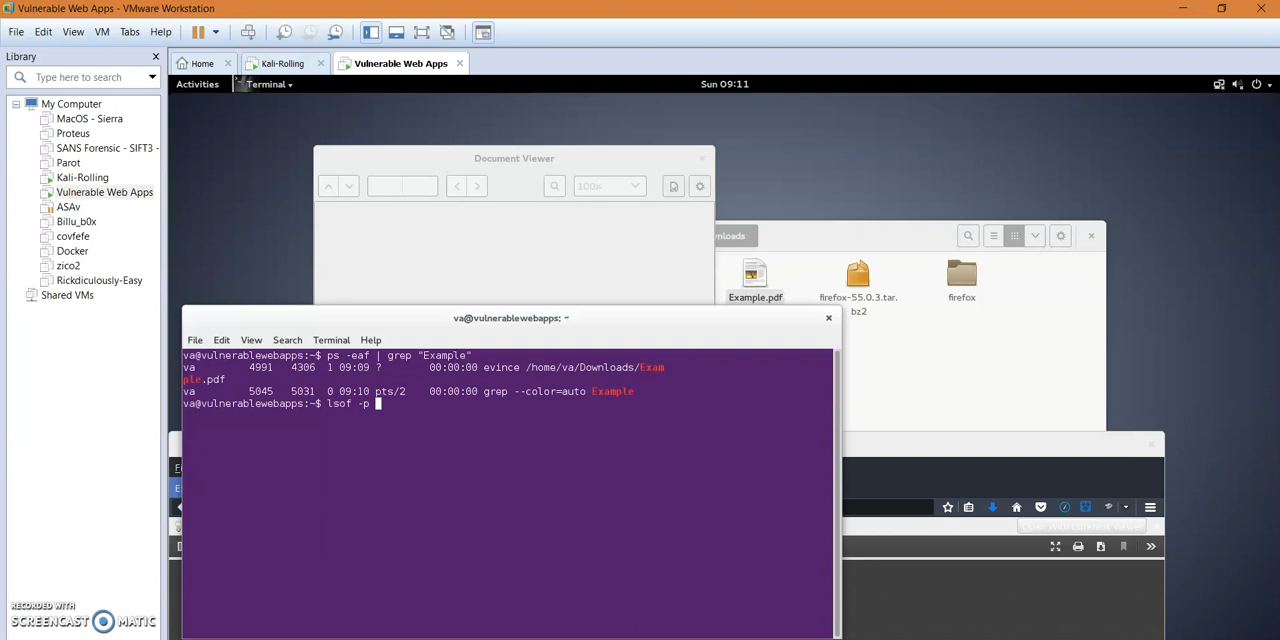 Vulnerable Web Apps - VMware Workstation
File Edit View VM Tabs Help
Library
Type here to search
Home
Kali-Rolling
Vulnerable Web Apps
Activities
Terminal
Sun 09:11
My Computer
MacOS - Sierra
Proteus
SANS Forensic - SIFT3 -
Parot
Kali-Rolling
Vulnerable Web Apps
ASAv
Billu_b0x
covfefe
Docker
zico2
Rickdiculously-Easy
Shared VMs
Document Viewer
100%
nloads
Example.pdf
firefox-55.0.3.tar.
bz2
firefox
va@vulnerablewebapps: ~
File Edit View Search Terminal Help
va@vulnerablewebapps:~$ ps -eaf | grep "Example"
va 4991 4306 1 09:09 ? 00:00:00 evince /home/va/Downloads/Exam
ple.pdf
va 5045 5031 0 09:10 pts/2 00:00:00 grep --color=auto Example
va@vulnerablewebapps:~$ lsof -p
RECORDED WITH
SCREENCAST MATIC